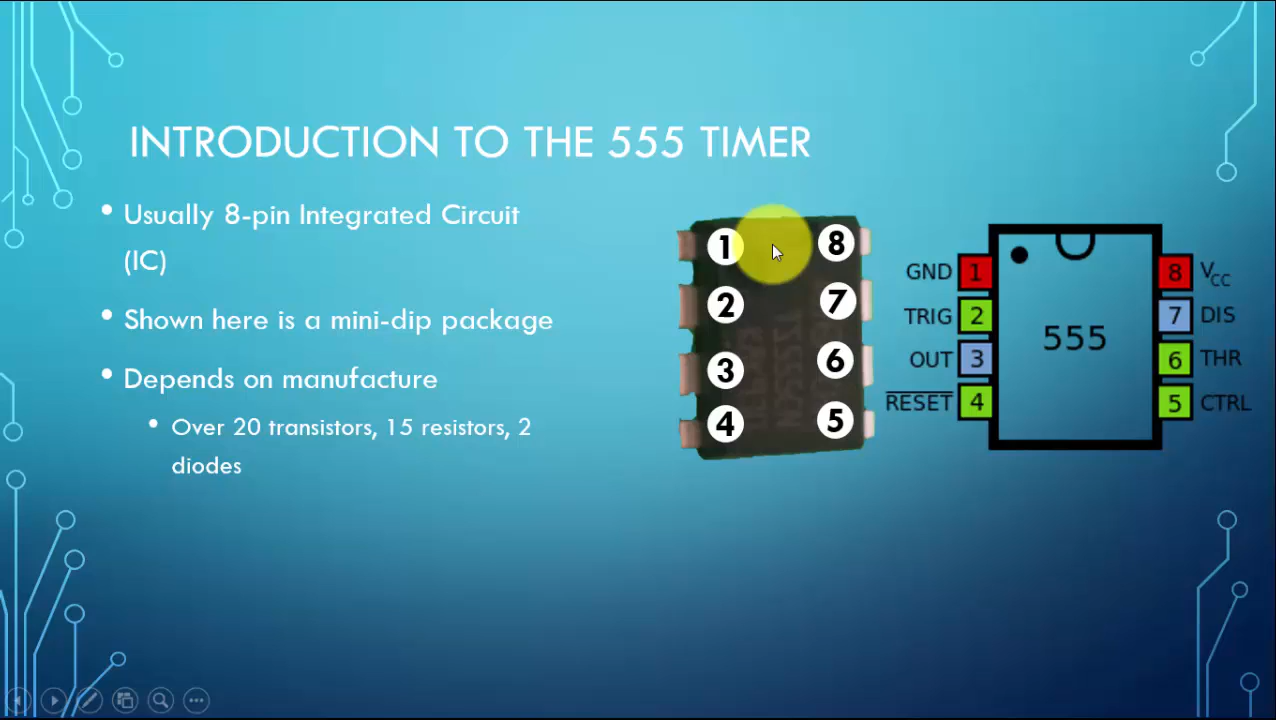 INTRODUCTION TO THE 555 TIMER
• Usually 8-pin Integrated Circuit
(IC)
• Shown here is a mini-dip package
• Depends on manufacture
• Over 20 transistors, 15 resistors, 2
diodes
1 8
2 7
3 6
4 5
GND 1 8 VCC
TRIG 2 7 DIS
555
OUT 3 6 THR
RESET 4 5 CTRL